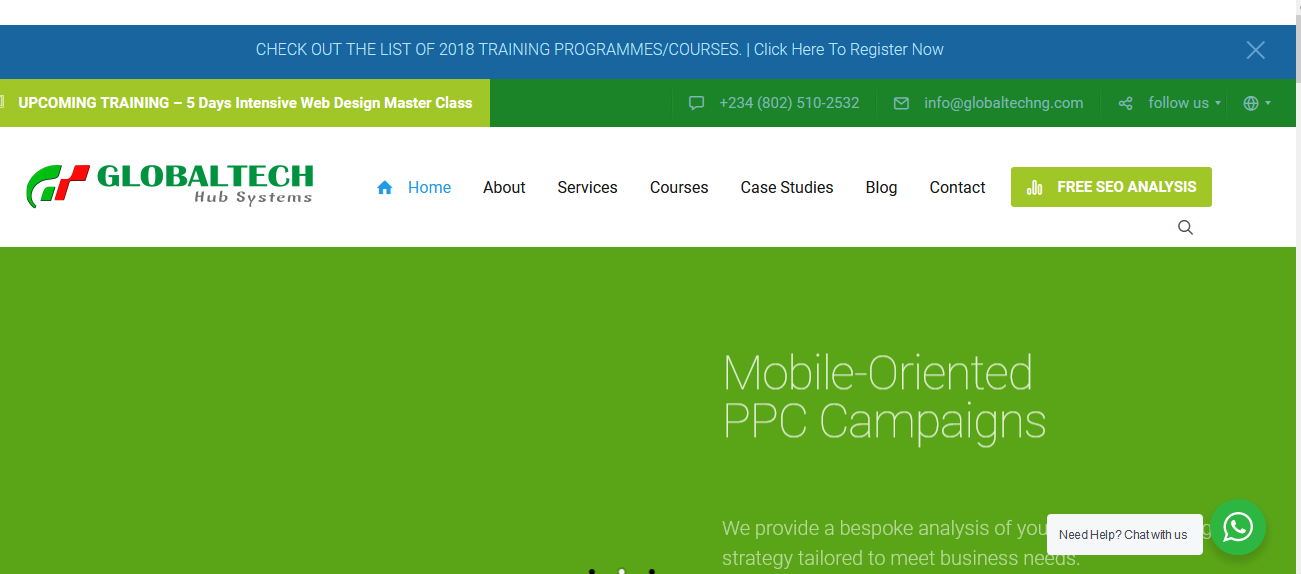 CHECK OUT THE LIST OF 2018 TRAINING PROGRAMMES/COURSES. | Click Here To Register Now
UPCOMING TRAINING – 5 Days Intensive Web Design Master Class
+234 (802) 510-2532
info@globaltechng.com
follow us
GLOBALTECH
Hub Systems
Home
About
Services
Courses
Case Studies
Blog
Contact
FREE SEO ANALYSIS
Mobile-Oriented
PPC Campaigns
We provide a bespoke analysis of
strategy tailored to meet business needs.
Need Help? Chat with us